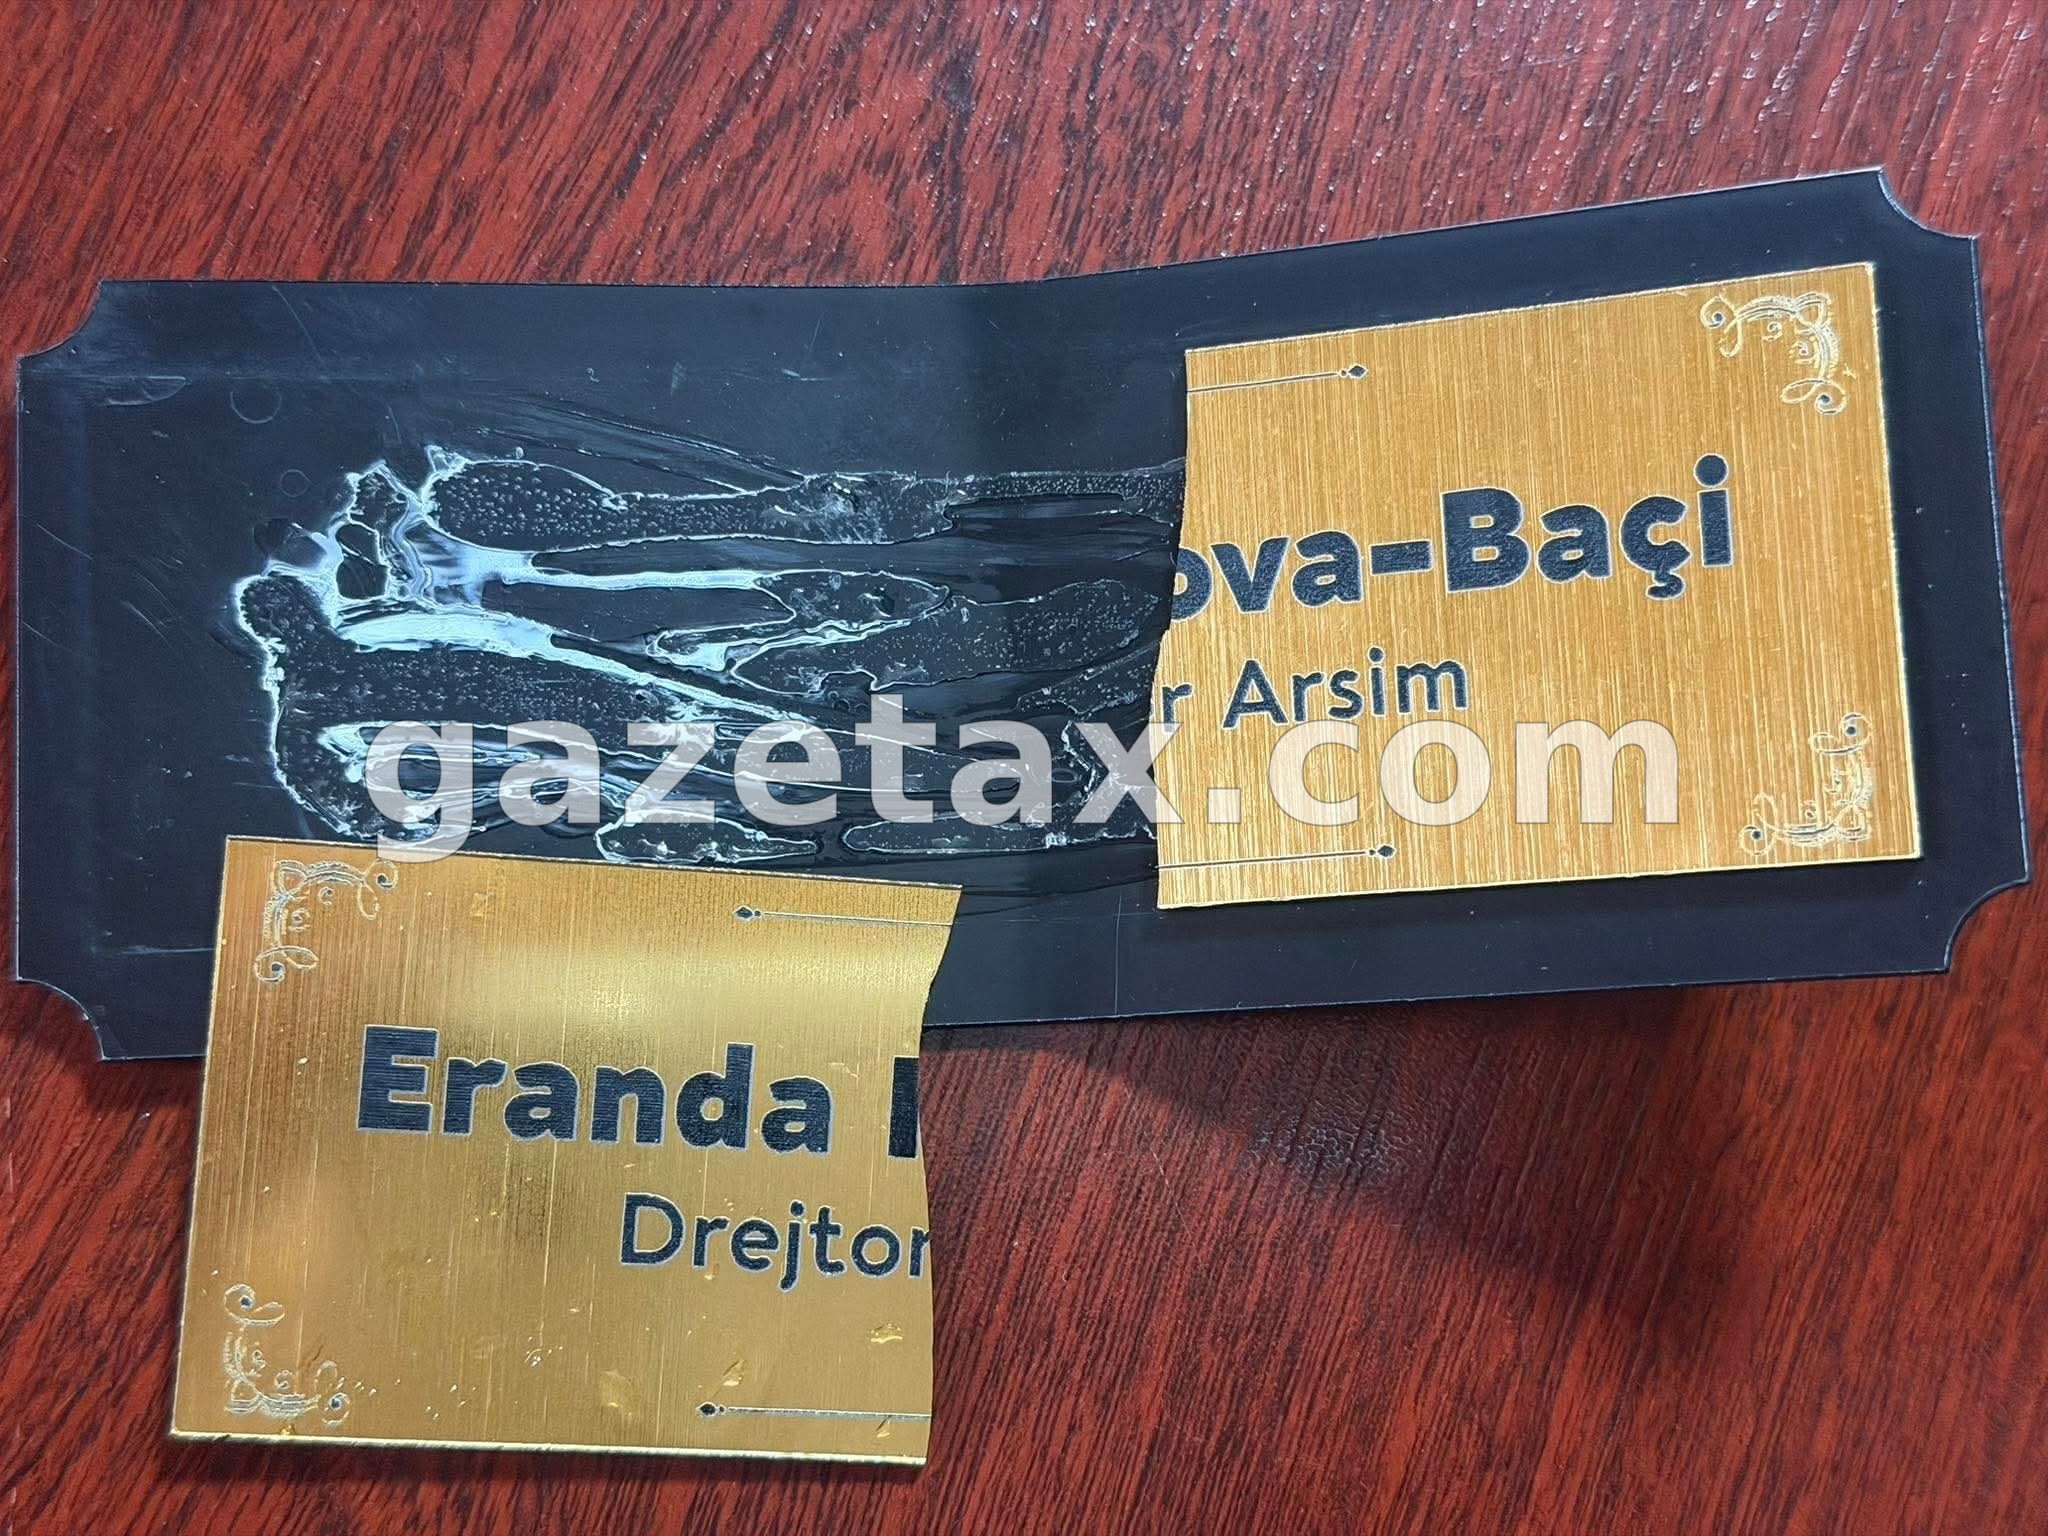 ova-Baçi
r Arsim
gazetax.com
Eranda
Drejtor